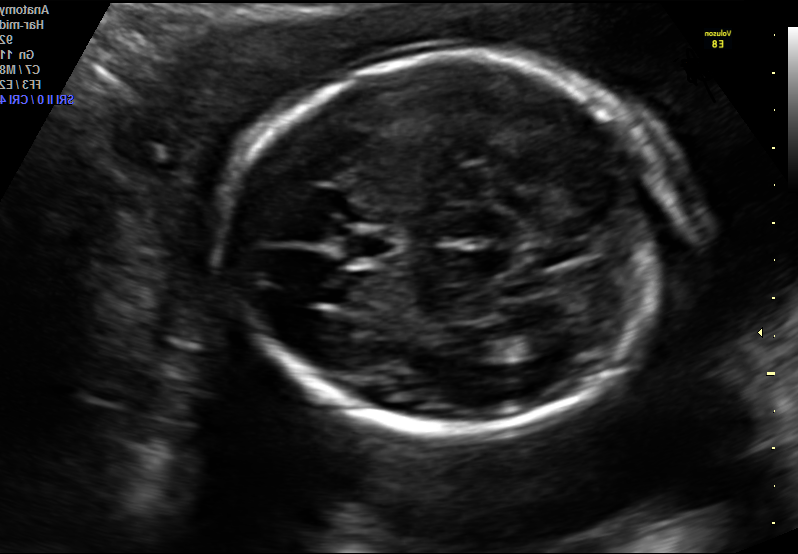 Anatomy
Har-mid
92
Gn 11
C7 / M8
FF3 / E2
SRI II 0 / CRI 4
Voluson
E8